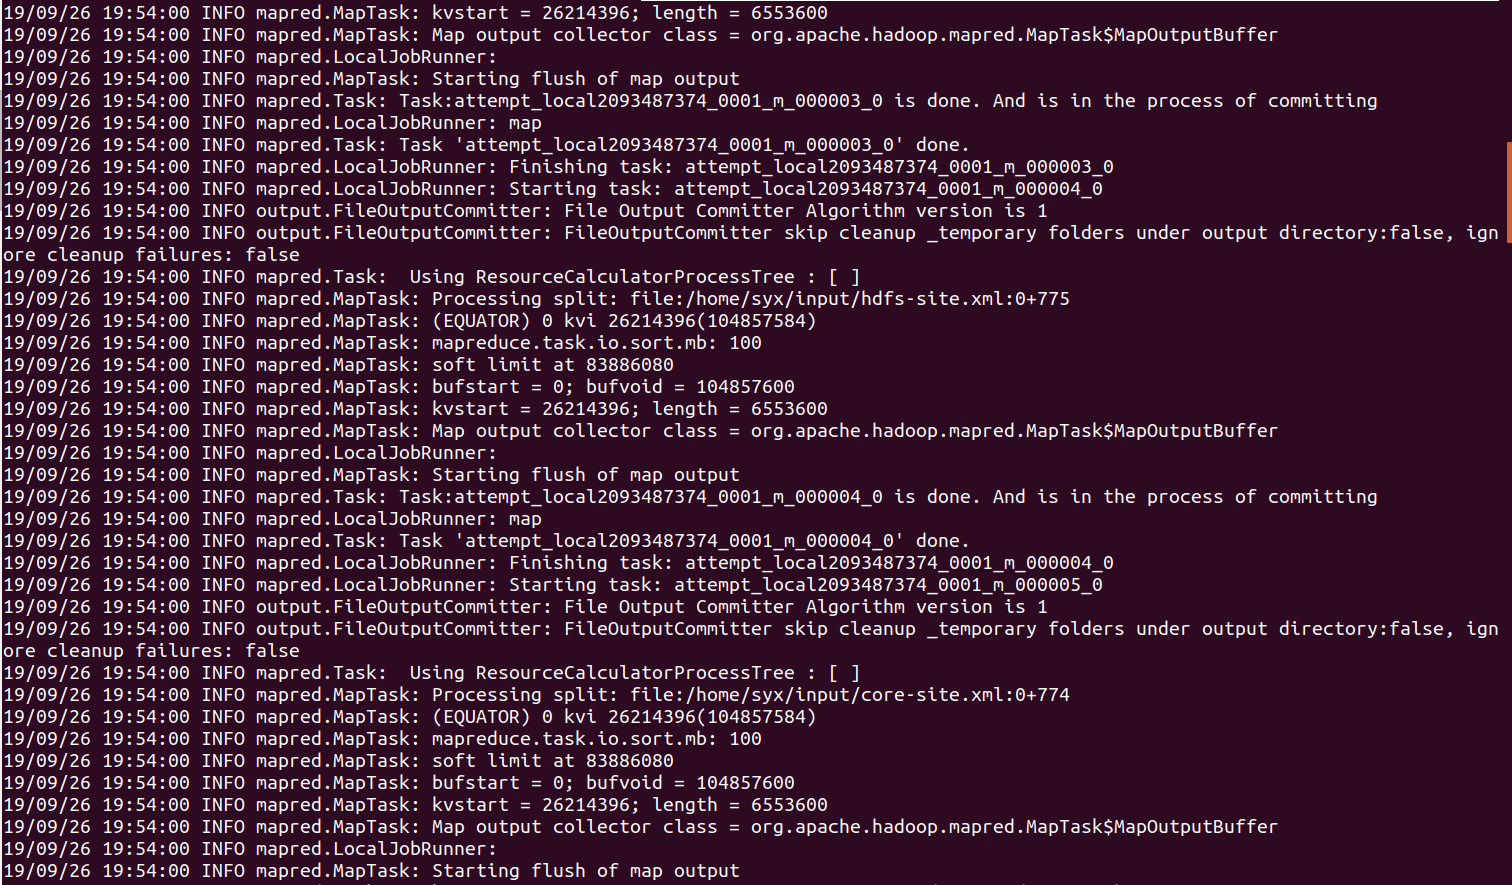 19/09/26 19:54:00 INFO mapred.MapTask: kvstart = 26214396; length = 6553600
19/09/26 19:54:00 INFO mapred.MapTask: Map output collector class = org.apache.hadoop.mapred.MapTask$MapOutputBuffer
19/09/26 19:54:00 INFO mapred.LocalJobRunner:
19/09/26 19:54:00 INFO mapred.MapTask: Starting flush of map output
19/09/26 19:54:00 INFO mapred.Task: Task:attempt_local2093487374_0001_m_000003_0 is done. And is in the process of committing
19/09/26 19:54:00 INFO mapred.LocalJobRunner: map
19/09/26 19:54:00 INFO mapred.Task: Task 'attempt_local2093487374_0001_m_000003_0' done.
19/09/26 19:54:00 INFO mapred.LocalJobRunner: Finishing task: attempt_local2093487374_0001_m_000003_0
19/09/26 19:54:00 INFO mapred.LocalJobRunner: Starting task: attempt_local2093487374_0001_m_000004_0
19/09/26 19:54:00 INFO output.FileOutputCommitter: File Output Committer Algorithm version is 1
19/09/26 19:54:00 INFO output.FileOutputCommitter: FileOutputCommitter skip cleanup _temporary folders under output directory:false, ign
ore cleanup failures: false
19/09/26 19:54:00 INFO mapred.Task:  Using ResourceCalculatorProcessTree : [ ]
19/09/26 19:54:00 INFO mapred.MapTask: Processing split: file:/home/syx/input/hdfs-site.xml:0+775
19/09/26 19:54:00 INFO mapred.MapTask: (EQUATOR) 0 kvi 26214396(104857584)
19/09/26 19:54:00 INFO mapred.MapTask: mapreduce.task.io.sort.mb: 100
19/09/26 19:54:00 INFO mapred.MapTask: soft limit at 83886080
19/09/26 19:54:00 INFO mapred.MapTask: bufstart = 0; bufvoid = 104857600
19/09/26 19:54:00 INFO mapred.MapTask: kvstart = 26214396; length = 6553600
19/09/26 19:54:00 INFO mapred.MapTask: Map output collector class = org.apache.hadoop.mapred.MapTask$MapOutputBuffer
19/09/26 19:54:00 INFO mapred.LocalJobRunner:
19/09/26 19:54:00 INFO mapred.MapTask: Starting flush of map output
19/09/26 19:54:00 INFO mapred.Task: Task:attempt_local2093487374_0001_m_000004_0 is done. And is in the process of committing
19/09/26 19:54:00 INFO mapred.LocalJobRunner: map
19/09/26 19:54:00 INFO mapred.Task: Task 'attempt_local2093487374_0001_m_000004_0' done.
19/09/26 19:54:00 INFO mapred.LocalJobRunner: Finishing task: attempt_local2093487374_0001_m_000004_0
19/09/26 19:54:00 INFO mapred.LocalJobRunner: Starting task: attempt_local2093487374_0001_m_000005_0
19/09/26 19:54:00 INFO output.FileOutputCommitter: File Output Committer Algorithm version is 1
19/09/26 19:54:00 INFO output.FileOutputCommitter: FileOutputCommitter skip cleanup _temporary folders under output directory:false, ign
ore cleanup failures: false
19/09/26 19:54:00 INFO mapred.Task:  Using ResourceCalculatorProcessTree : [ ]
19/09/26 19:54:00 INFO mapred.MapTask: Processing split: file:/home/syx/input/core-site.xml:0+774
19/09/26 19:54:00 INFO mapred.MapTask: (EQUATOR) 0 kvi 26214396(104857584)
19/09/26 19:54:00 INFO mapred.MapTask: mapreduce.task.io.sort.mb: 100
19/09/26 19:54:00 INFO mapred.MapTask: soft limit at 83886080
19/09/26 19:54:00 INFO mapred.MapTask: bufstart = 0; bufvoid = 104857600
19/09/26 19:54:00 INFO mapred.MapTask: kvstart = 26214396; length = 6553600
19/09/26 19:54:00 INFO mapred.MapTask: Map output collector class = org.apache.hadoop.mapred.MapTask$MapOutputBuffer
19/09/26 19:54:00 INFO mapred.LocalJobRunner:
19/09/26 19:54:00 INFO mapred.MapTask: Starting flush of map output